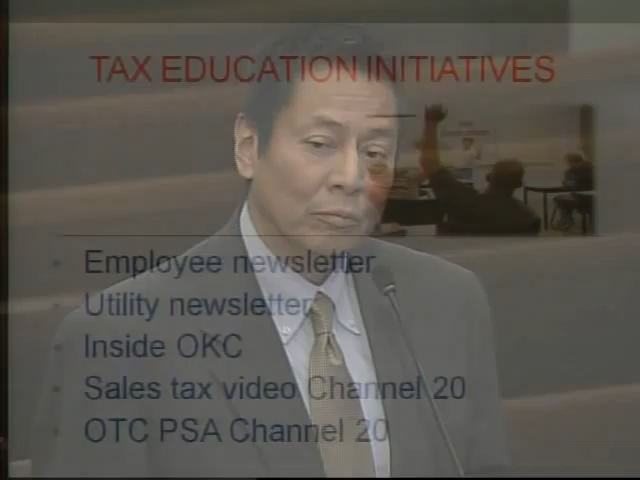 TAX EDUCATION INITIATIVES
Employee newsletter
Utility newsletter
Inside OKC
Sales tax video Channel 20
OTC PSA Channel 20